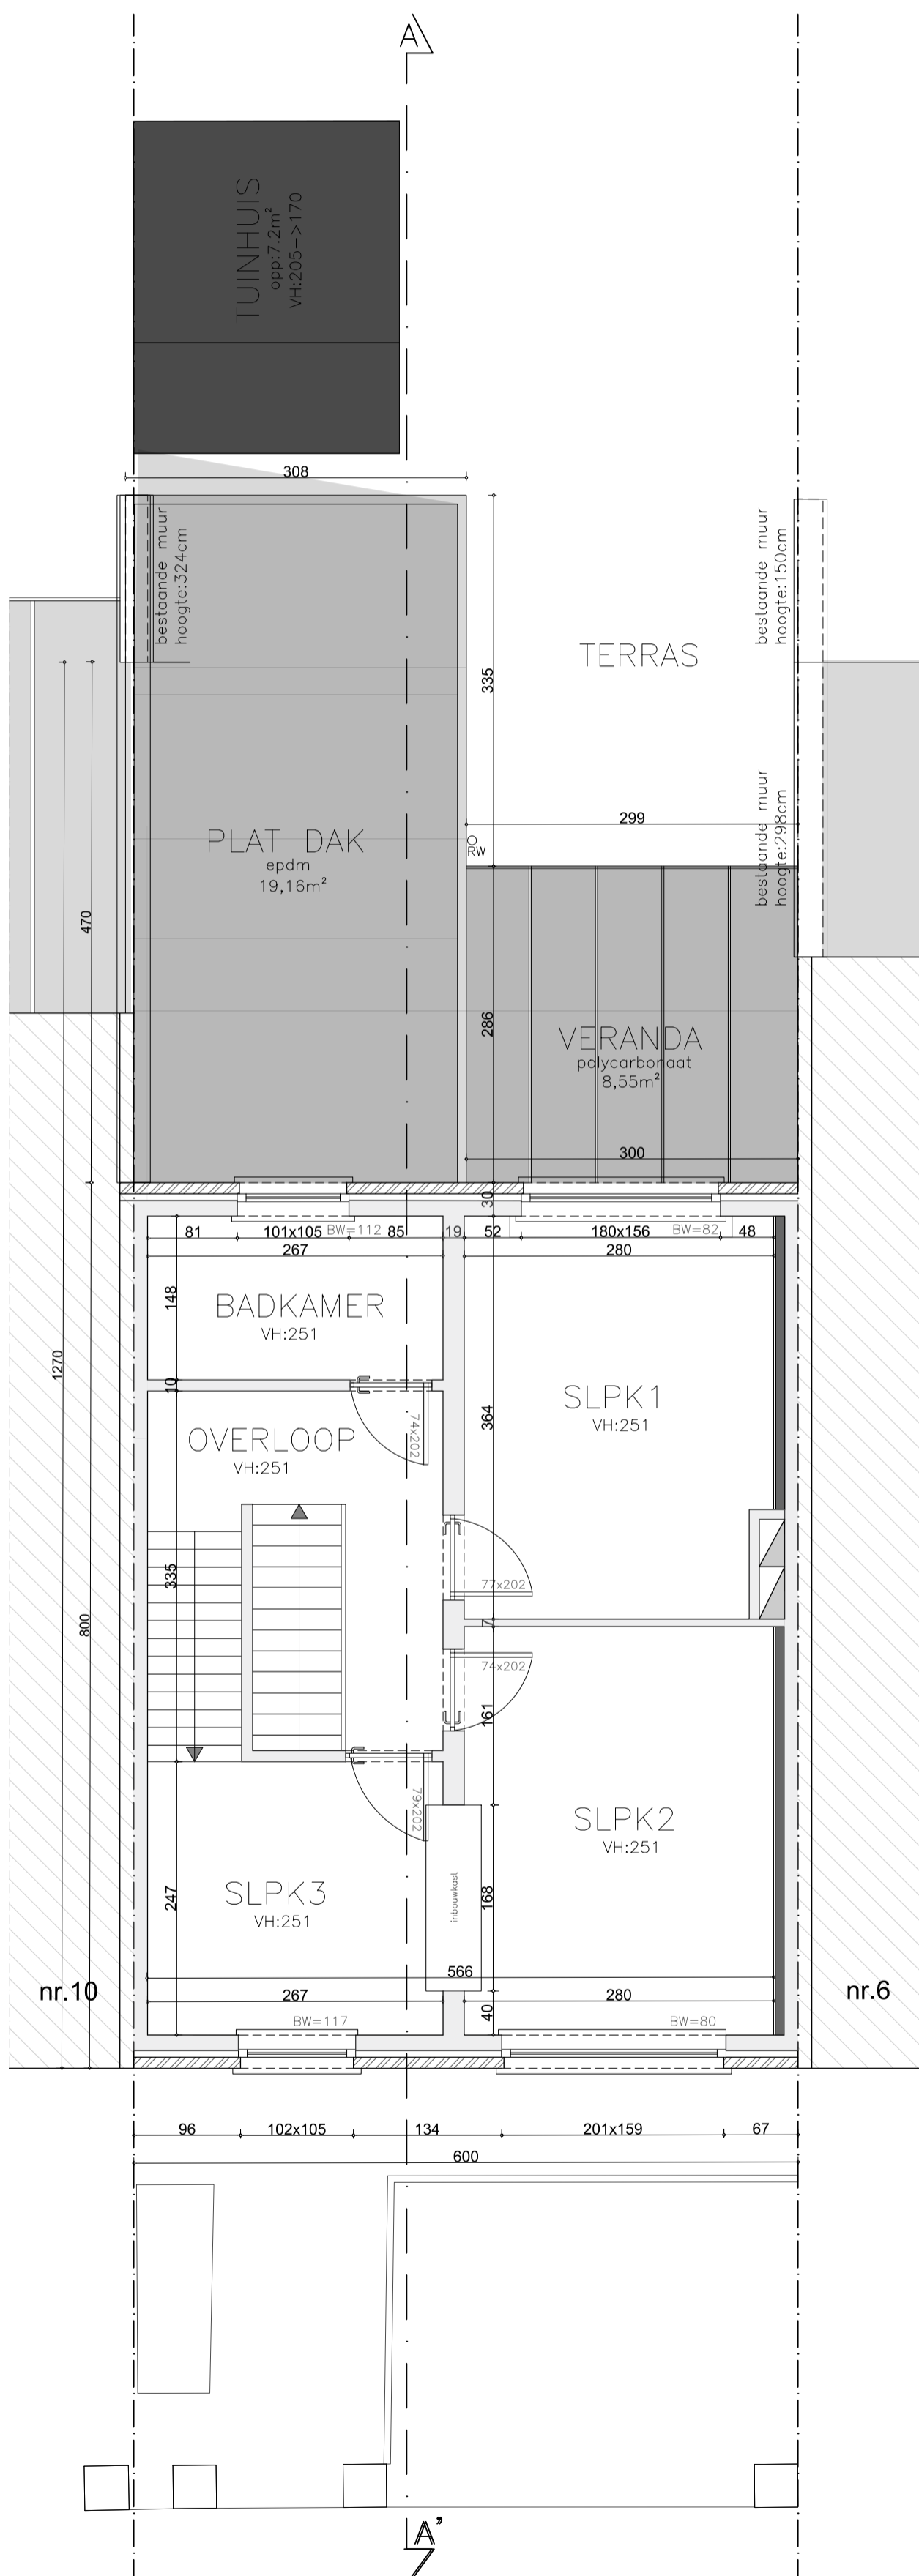 A
TUINHUIS
opp:7.2m²
VH:205->170
308
bestaande muur
hoogte:324cm
bestaande muur
hoogte:150cm
TERRAS
335
470
299
RW
PLAT DAK
epdm
19,16m²
bestaande muur
hoogte:298cm
286
VERANDA
polycarbonaat
8,55m²
300
30
81
101x105
BW=112
85
19
52
180x156
BW=82
48
267
280
148
BADKAMER
VH:251
1270
10
364
SLPK1
VH:251
74x202
OVERLOOP
VH:251
335
77x202
800
7
74x202
161
79x202
SLPK2
VH:251
247
SLPK3
VH:251
inbouwkast
168
566
nr.10
nr.6
267
280
40
BW=117
BW=80
96
102x105
134
201x159
67
600
A"